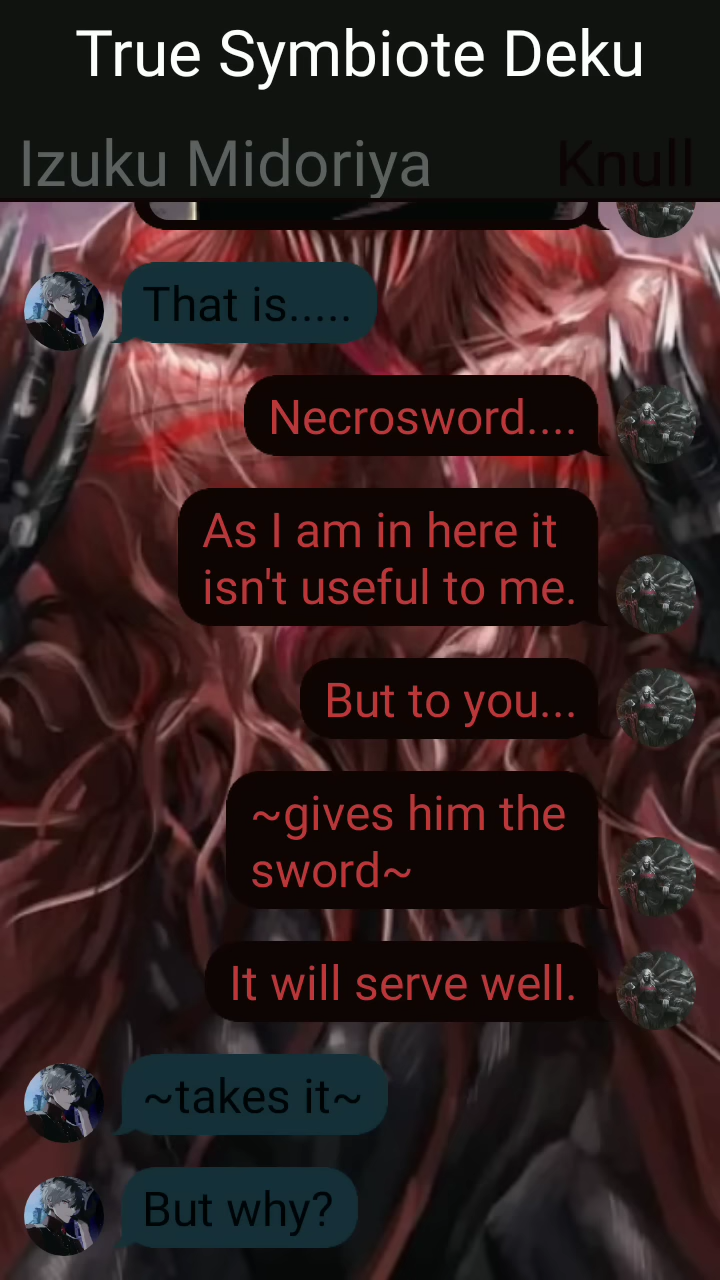 True Symbiote Deku
Izuku Midoriya
Knull
That is.....
Necrosword....
As I am in here it
isn't useful to me.
But to you...
~gives him the
sword~
It will serve well.
~takes it~
But why?